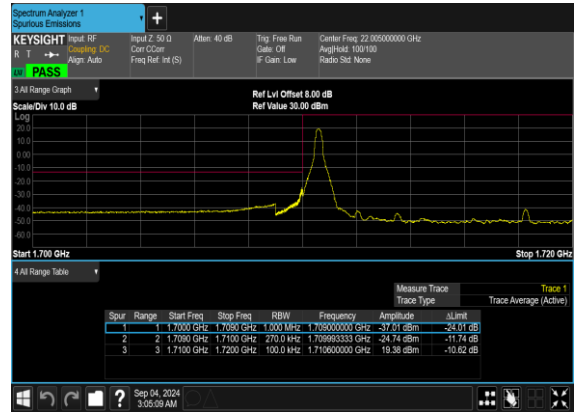 Spectrum Analyzer 1
Spurious Emissions
+
KEYSIGHT Input: RF Input Z: 50 Ω Atten: 40 dB Trig: Free Run Center Freq: 22.005000000 GHz
R T Coupling: DC Corr CCorr Gate: Off Avg|Hold: 100/100
Align: Auto Freq Ref: Int (S) IF Gain: Low Radio Std: None
LW PASS
3 All Range Graph
Ref Lvl Offset 8.00 dB
Scale/Div 10.0 dB Ref Value 30.00 dBm
Log
20.0
10.0
0.00
-10.0
-20.0
-30.0
-40.0
-50.0
-60.0
Start 1.700 GHz Stop 1.720 GHz
4 All Range Table
Measure Trace Trace 1
Trace Type Trace Average (Active)
Spur Range Start Freq Stop Freq RBW Frequency Amplitude ΔLimit
1 1 1.7000 GHz 1.7090 GHz 1.000 MHz 1.709000000 GHz -37.01 dBm -24.01 dB
2 2 1.7090 GHz 1.7100 GHz 270.0 kHz 1.709993333 GHz -24.74 dBm -11.74 dB
3 3 1.7100 GHz 1.7200 GHz 100.0 kHz 1.710600000 GHz 19.38 dBm -10.62 dB
? Sep 04, 2024
3:05:09 AM